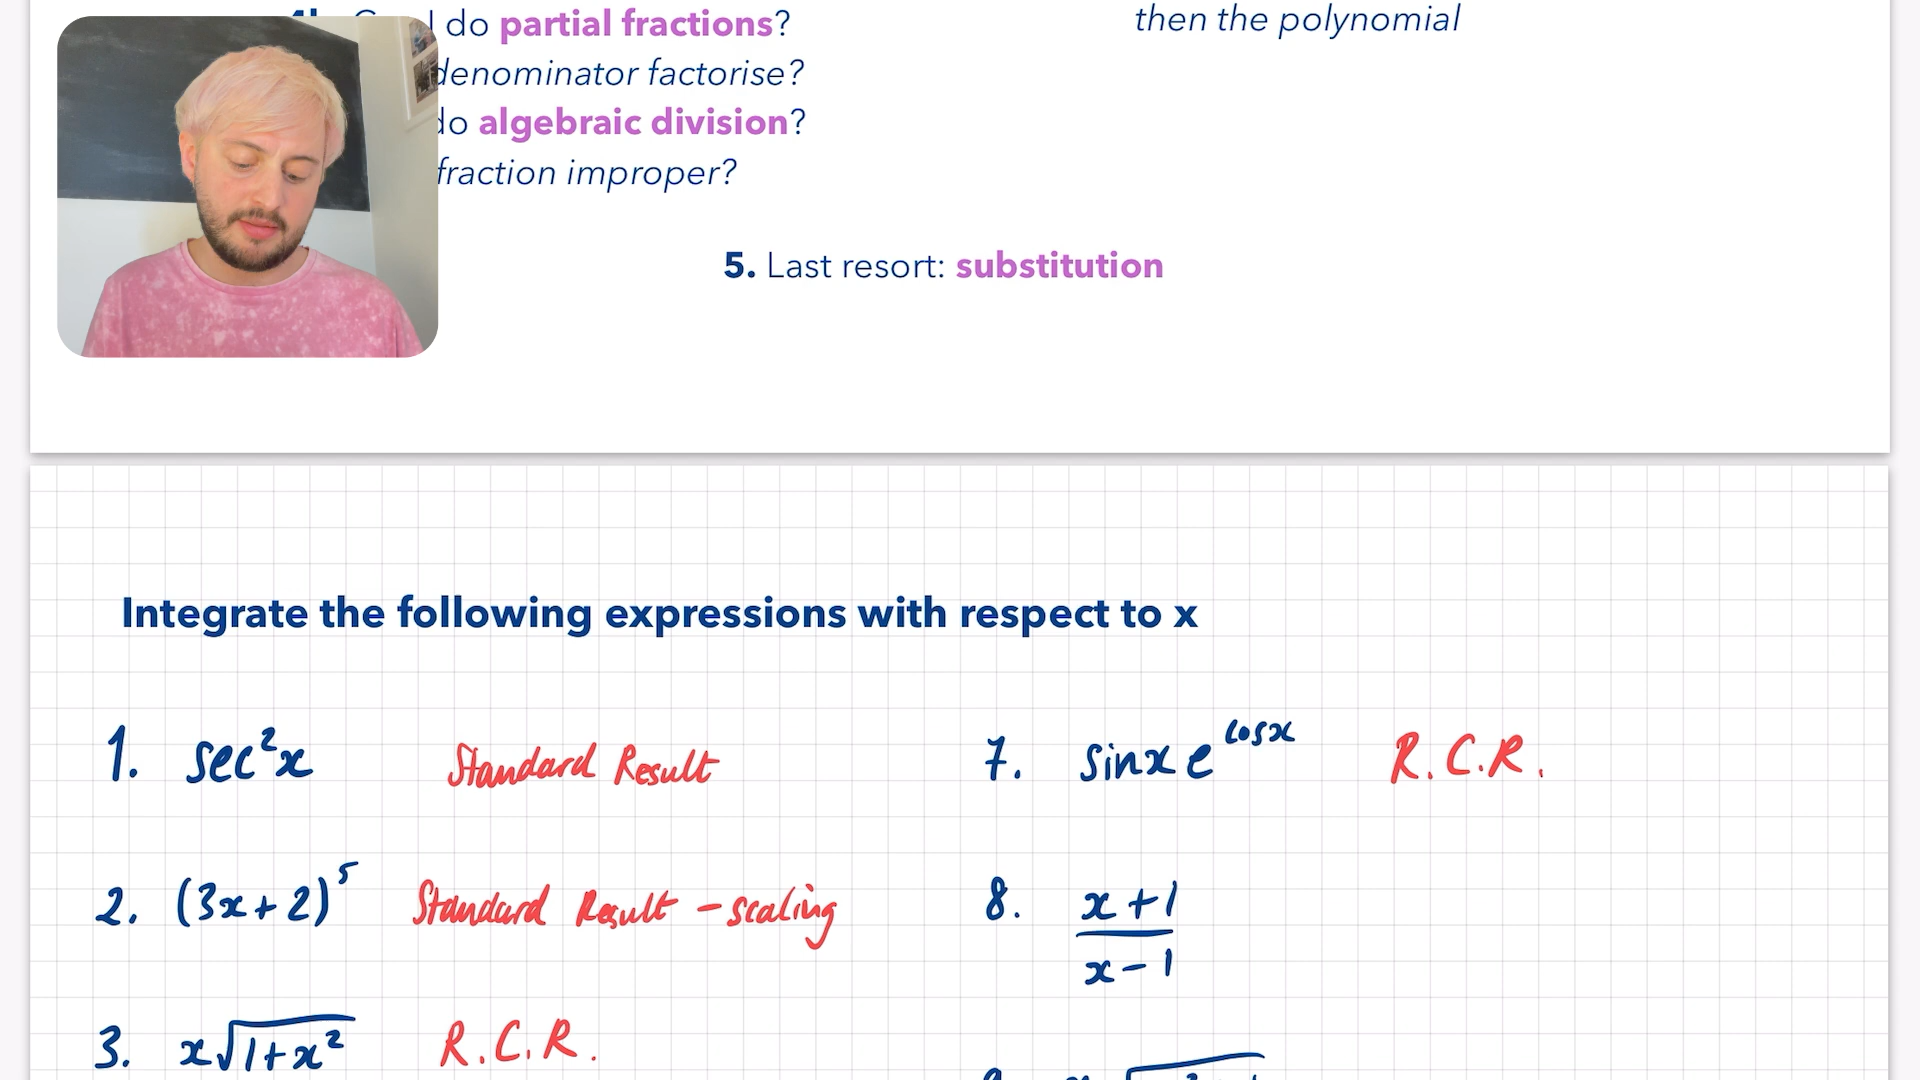 do partial fractions?
denominator factorise?
do algebraic division?
fraction improper?
then the polynomial
5. Last resort: substitution
Integrate the following expressions with respect to x
1. sec²x Standard Result
2. (3x+2)⁵ Standard Result - scaling
3. x√1+x² R.C.R.
7. sinx e^cosx R.C.R.
8. x+1
x-1